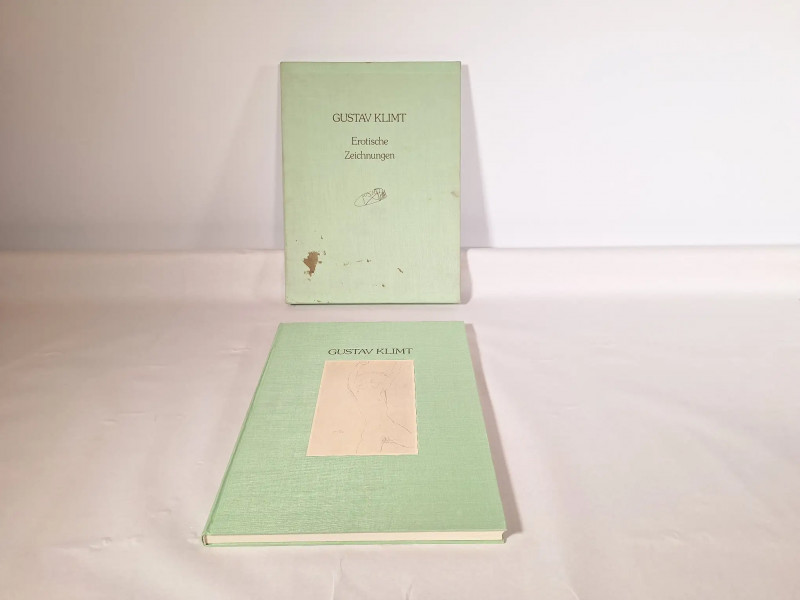 GUSTAV KLIMT
Erotische
Zeichnungen
GUSTAV KLIMT